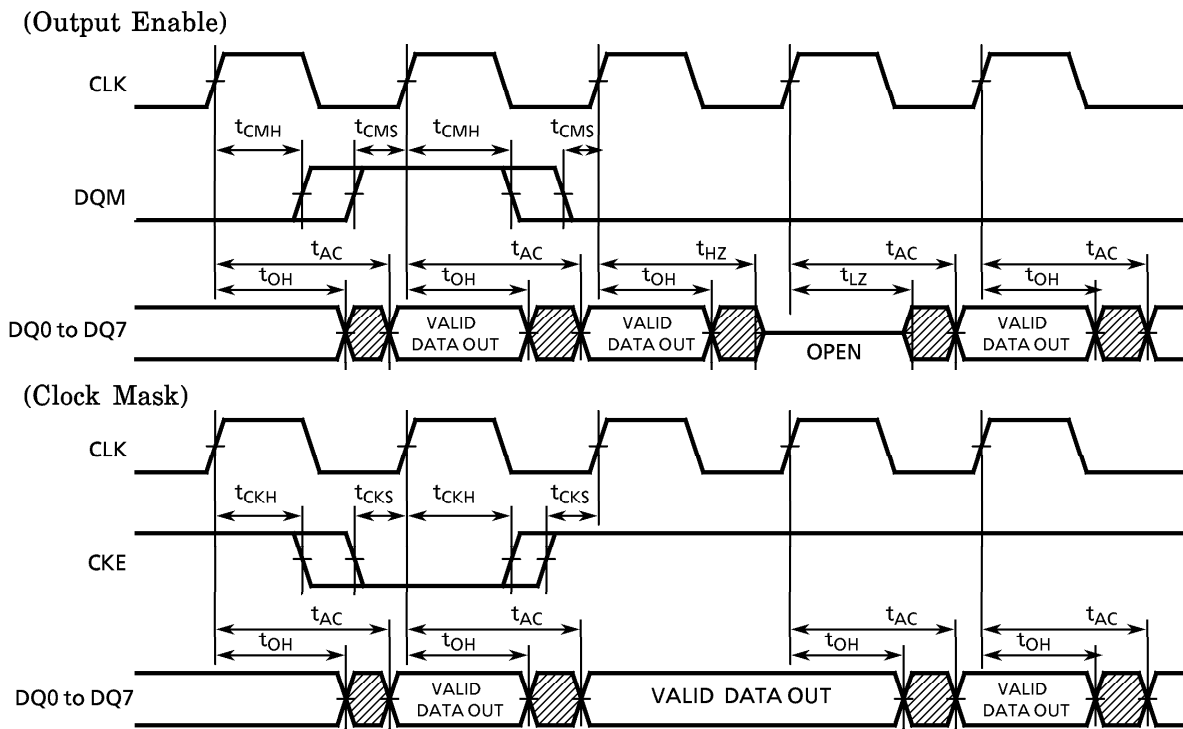 (Output Enable)
CLK
tCMH tCMS tCMH tCMS
DQM
tAC tAC tHZ tAC tAC
tOH tOH tOH tLZ tOH
DQ0 to DQ7
VALID DATA OUT
VALID DATA OUT
OPEN
VALID DATA OUT
(Clock Mask)
CLK
tCKH tCKS tCKH tCKS
CKE
tAC tAC tAC tAC
tOH tOH tOH tOH
DQ0 to DQ7
VALID DATA OUT
VALID DATA OUT
VALID DATA OUT